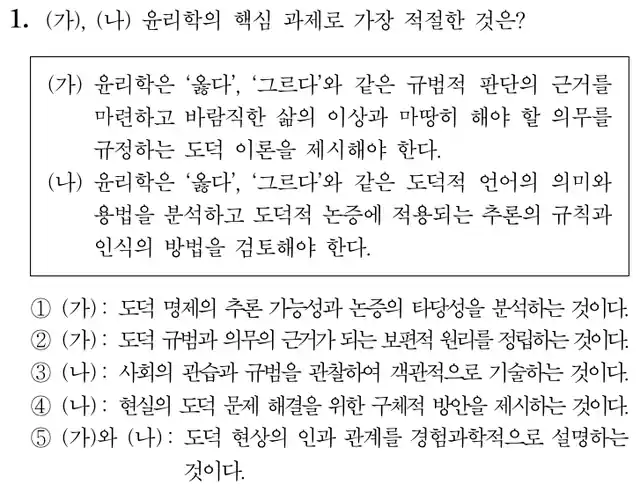 1. (가), (나) 윤리학의 핵심 과제로 가장 적절한 것은?
(가) 윤리학은 ‘옳다’, ‘그르다’와 같은 규범적 판단의 근거를
마련하고 바람직한 삶의 이상과 마땅히 해야 할 의무를
규정하는 도덕 이론을 제시해야 한다.
(나) 윤리학은 ‘옳다’, ‘그르다’와 같은 도덕적 언어의 의미와
용법을 분석하고 도덕적 논증에 적용되는 추론의 규칙과
인식의 방법을 검토해야 한다.
① (가): 도덕 명제의 추론 가능성과 논증의 타당성을 분석하는 것이다.
② (가): 도덕 규범과 의무의 근거가 되는 보편적 원리를 정립하는 것이다.
③ (나): 사회의 관습과 규범을 관찰하여 객관적으로 기술하는 것이다.
④ (나): 현실의 도덕 문제 해결을 위한 구체적 방안을 제시하는 것이다.
⑤ (가)와 (나): 도덕 현상의 인과 관계를 경험과학적으로 설명하는
것이다.